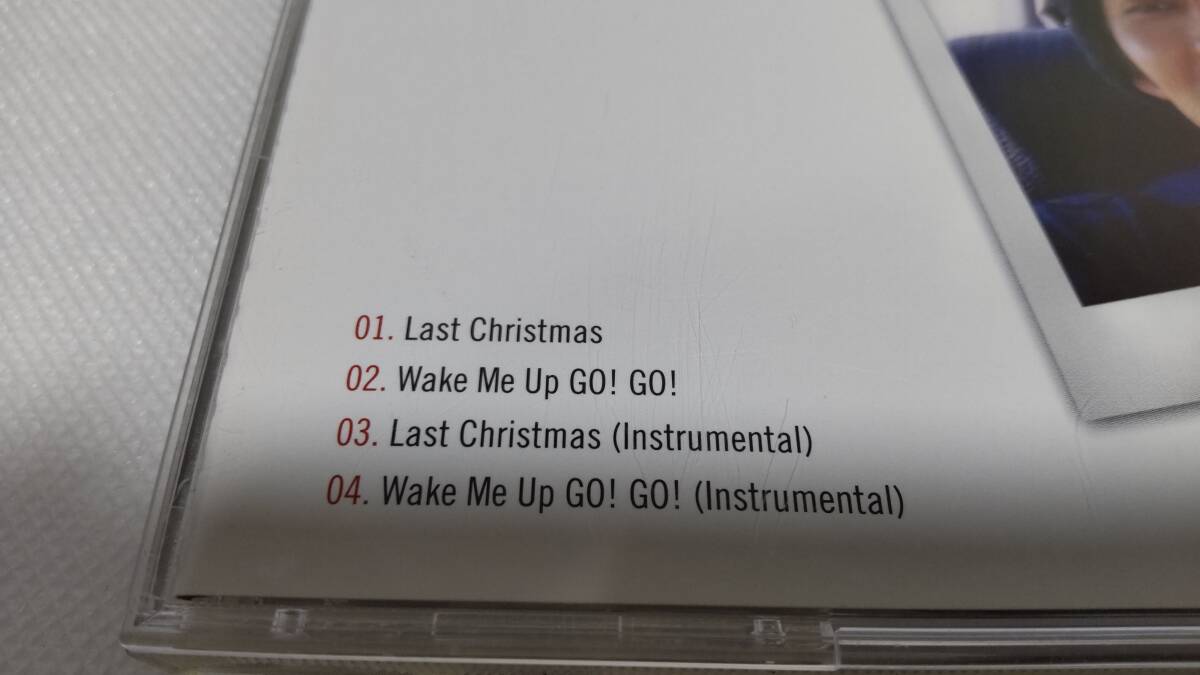 01. Last Christmas
02. Wake Me Up GO! GO!
03. Last Christmas (Instrumental)
04. Wake Me Up GO! GO! (Instrumental)